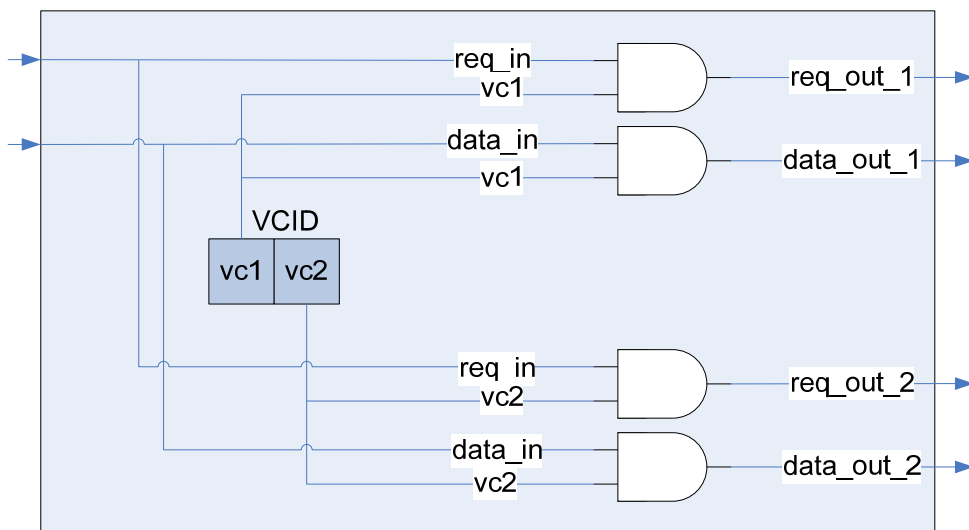 req_in
vc1
req_out_1
data_in
vc1
data_out_1
VCID
vc1 vc2
req_in
vc2
req_out_2
data_in
vc2
data_out_2